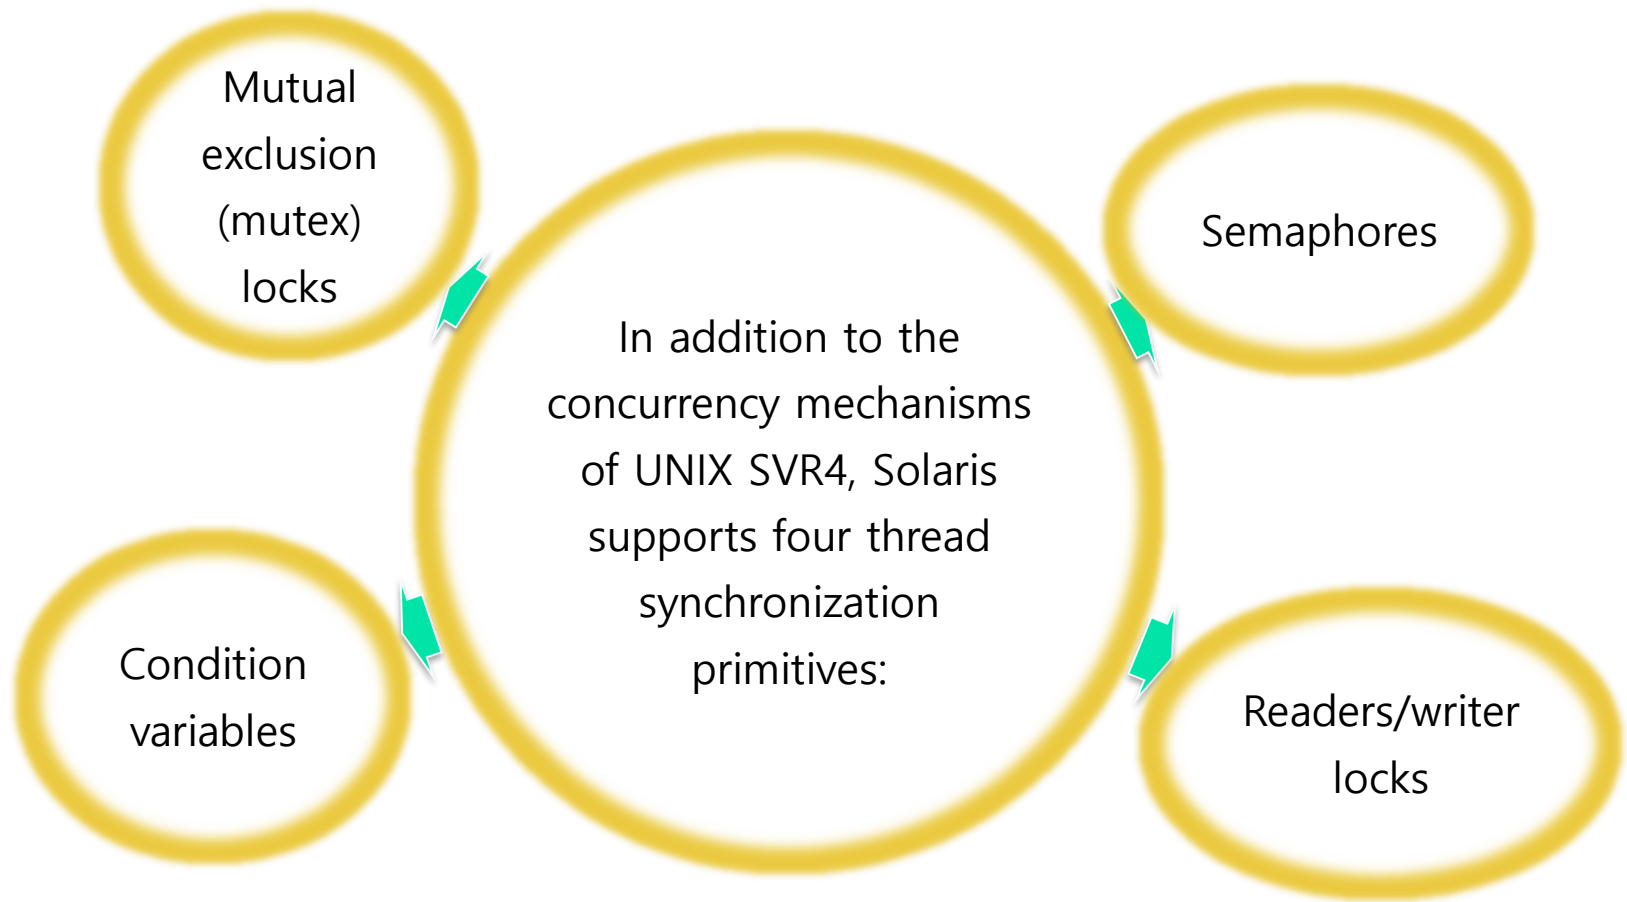 Mutual
exclusion
(mutex)
locks
Semaphores
In addition to the
concurrency mechanisms
of UNIX SVR4, Solaris
supports four thread
synchronization
primitives:
Condition
variables
Readers/writer
locks